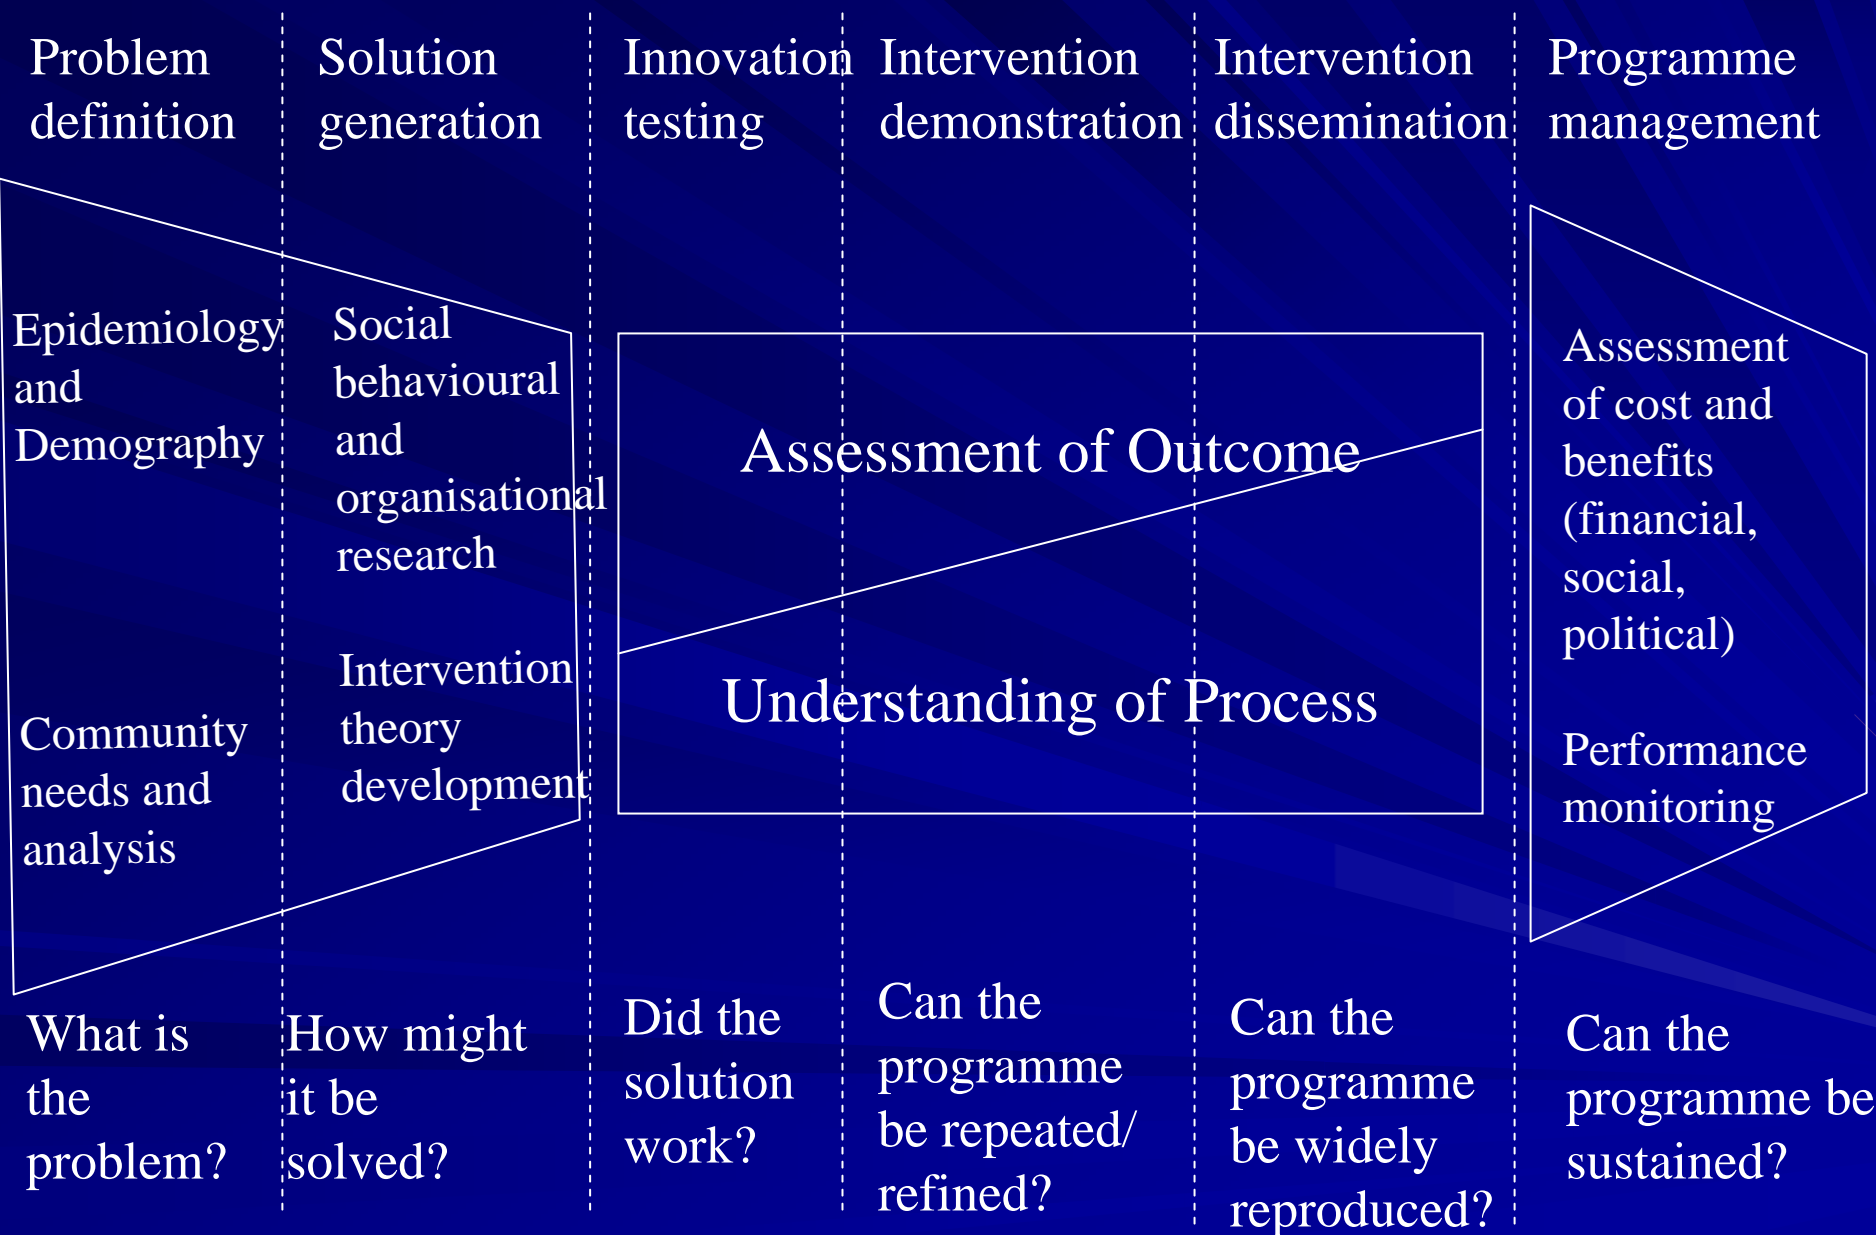 Problem
definition
Solution
generation
Innovation
testing
Intervention
demonstration
Intervention
dissemination
Programme
management
Epidemiology
and
Demography
Community
needs and
analysis
Social
behavioural
and
organisational
research
Intervention
theory
development
Assessment of Outcome
Understanding of Process
Assessment
of cost and
benefits
(financial,
social,
political)
Performance
monitoring
What is
the
problem?
How might
it be
solved?
Did the
solution
work?
Can the
programme
be repeated/
refined?
Can the
programme
be widely
reproduced?
Can the
programme be
sustained?